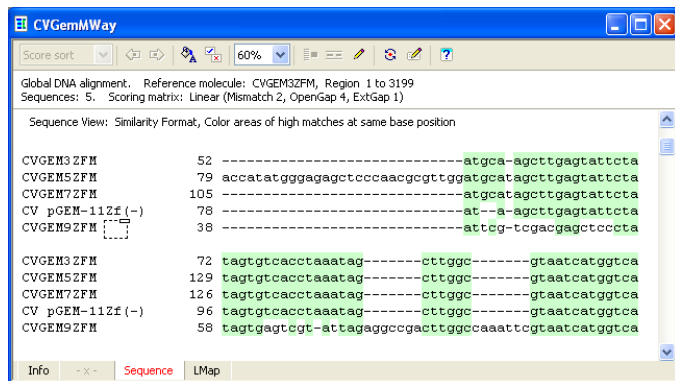 CVGemMWay
Score sort 60%
Global DNA alignment. Reference molecule: CVGEM3ZFM, Region 1 to 3199
Sequences: 5. Scoring matrix: Linear (Mismatch 2, OpenGap 4, ExtGap 1)
Sequence View: Similarity Format, Color areas of high matches at same base position
CVGEM3ZFM 52 -----------------------------atgca-agcttgagtattcta
CVGEM5ZFM 79 accatatgggagagctcccaacgcgttggatgcatagcttgagtattcta
CVGEM7ZFM 105 -----------------------------atgcatagcttgagtattcta
CV pGEM-11Zf(-) 78 -----------------------------at--a-agcttgagtattcta
CVGEM9ZFM 38 -----------------------------attcg-tcgacgagctcccta
CVGEM3ZFM 72 tagtgtcacctaaatag-------cttggc-------gtaatcatggtca
CVGEM5ZFM 129 tagtgtcacctaaatag-------cttggc-------gtaatcatggtca
CVGEM7ZFM 126 tagtgtcacctaaatag-------cttggc-------gtaatcatggtca
CV pGEM-11Zf(-) 96 tagtgtcacctaaatag-------cttggc-------gtaatcatggtca
CVGEM9ZFM 58 tagtgagtcgt-attagaggccgacttggccaaattcgtaatcatggtca
Info - x - Sequence LMap